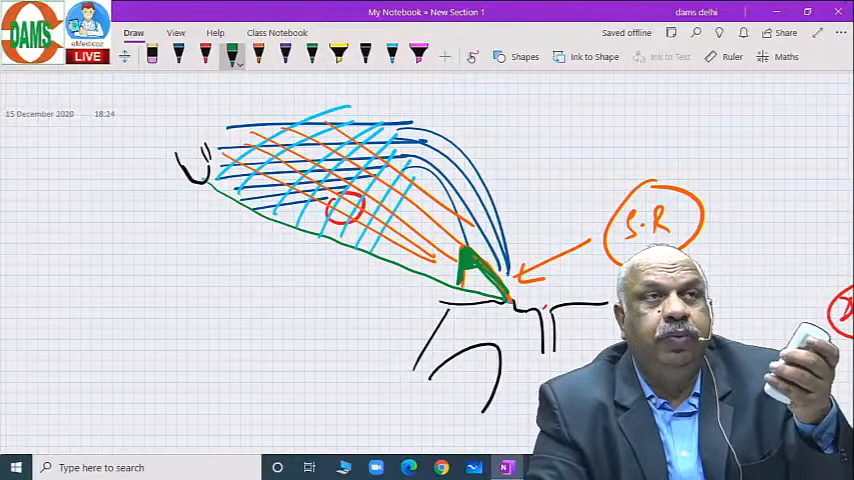 My Notebook » New Section 1
dams delhi
DAMS
eMedicoz
LIVE
Draw
View
Help
Class Notebook
Saved offline
Share
Shapes
Ink to Shape
Ink to Text
Ruler
Maths
15 December 2020
18:24
S.R
Type here to search